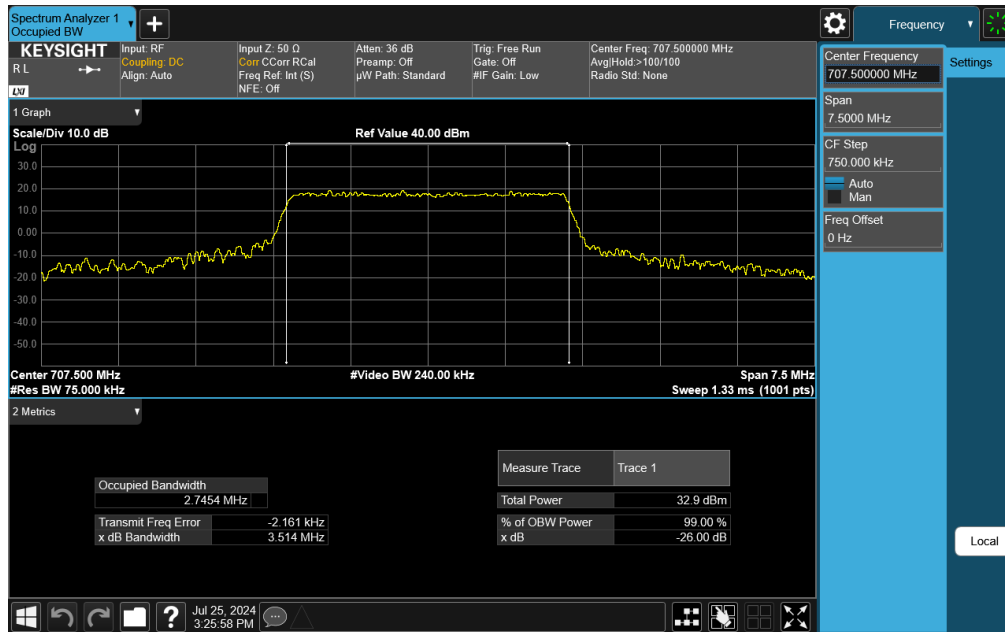 Spectrum Analyzer 1
Occupied BW
Frequency
KEYSIGHT
R L
LXI
Input: RF
Coupling: DC
Align: Auto
Input Z: 50 Ω
Corr CCorr RCal
Freq Ref: Int (S)
NFE: Off
Atten: 36 dB
Preamp: Off
µW Path: Standard
Trig: Free Run
Gate: Off
#IF Gain: Low
Center Freq: 707.500000 MHz
Avg|Hold:>100/100
Radio Std: None
Center Frequency
707.500000 MHz
Settings
Span
7.5000 MHz
CF Step
750.000 kHz
Auto
Man
Freq Offset
0 Hz
Local
1 Graph
Scale/Div 10.0 dB
Ref Value 40.00 dBm
Log
30.0
20.0
10.0
0.00
-10.0
-20.0
-30.0
-40.0
-50.0
Center 707.500 MHz
#Video BW 240.00 kHz
Span 7.5 MHz
#Res BW 75.000 kHz
Sweep 1.33 ms (1001 pts)
2 Metrics
Measure Trace
Trace 1
Occupied Bandwidth
2.7454 MHz
Total Power
32.9 dBm
Transmit Freq Error
-2.161 kHz
% of OBW Power
99.00 %
x dB Bandwidth
3.514 MHz
x dB
-26.00 dB
Jul 25, 2024
3:25:58 PM